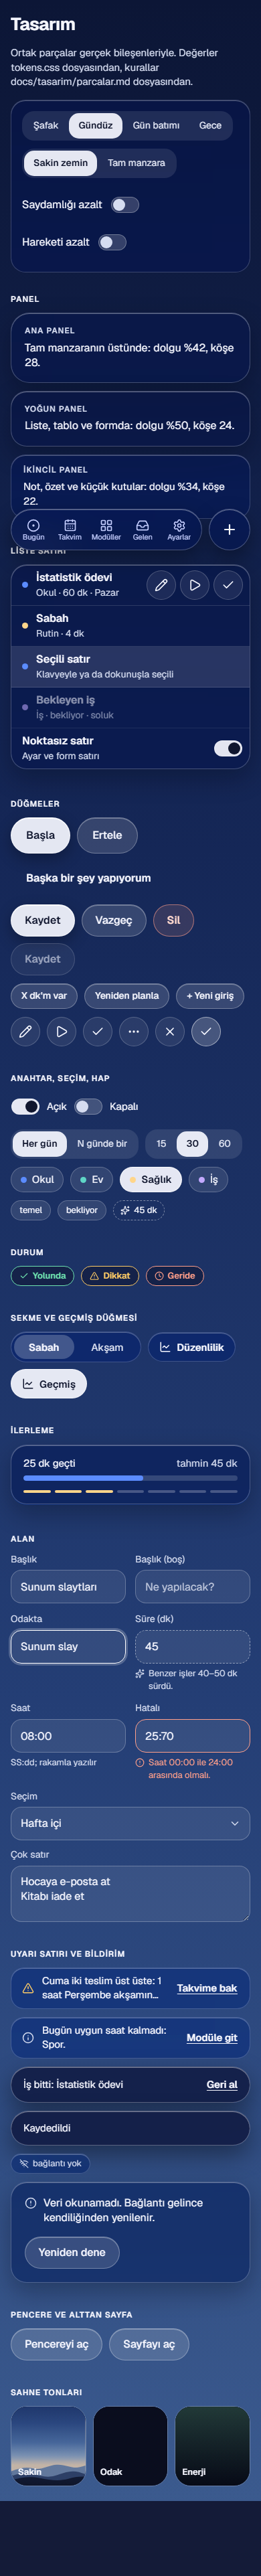 Tasarım
Ortak parçalar gerçek bileşenleriyle. Değerler
tokens.css dosyasından, kurallar
docs/tasarim/parcalar.md dosyasından.
Şafak Gündüz Gün batımı Gece
Sakin zemin Tam manzara
Saydamlığı azalt
Hareketi azalt
PANEL
ANA PANEL
Tam manzaranın üstünde: dolgu %42, köşe
28.
YOĞUN PANEL
Liste, tablo ve formda: dolgu %50, köşe 24.
İKİNCİL PANEL
Not, özet ve küçük kutular: dolgu %34, köşe
22.
Bugün Takvim Modüller Gelen Ayarlar
LİSTE SATIRI
İstatistik ödevi
Okul · 60 dk · Pazar
Sabah
Rutin · 4 dk
Seçili satır
Klavyeyle ya da dokunuşla seçili
Bekleyen iş
İş · bekliyor · soluk
Noktasız satır
Ayar ve form satırı
DÜĞMELER
Başla Ertele
Başka bir şey yapıyorum
Kaydet Vazgeç Sil
Kaydet
X dk'm var Yeniden planla + Yeni giriş
ANAHTAR, SEÇİM, HAP
Açık Kapalı
Her gün N günde bir 15 30 60
Okul Ev Sağlık İş
temel bekliyor 45 dk
DURUM
Yolunda Dikkat Geride
SEKME VE GEÇMİŞ DÜĞMESİ
Sabah Akşam Düzenlilik
Geçmiş
İLERLEME
25 dk geçti tahmin 45 dk
ALAN
Başlık Başlık (boş)
Sunum slaytları Ne yapılacak?
Odakta Süre (dk)
Sunum slay 45
Benzer işler 40–50 dk
sürdü.
Saat Hatalı
08:00 25:70
SS:dd; rakamla yazılır Saat 00:00 ile 24:00
arasında olmalı.
Seçim
Hafta içi
Çok satır
Hocaya e-posta at
Kitabı iade et
UYARI SATIRI VE BİLDİRİM
Cuma iki teslim üst üste: 1
saat Perşembe akşamın... Takvime bak
Bugün uygun saat kalmadı:
Spor. Modüle git
İş bitti: İstatistik ödevi Geri al
Kaydedildi
bağlantı yok
Veri okunamadı. Bağlantı gelince
kendiliğinden yenilenir.
Yeniden dene
PENCERE VE ALTTAN SAYFA
Pencereyi aç Sayfayı aç
SAHNE TONLARI
Sakin Odak Enerji